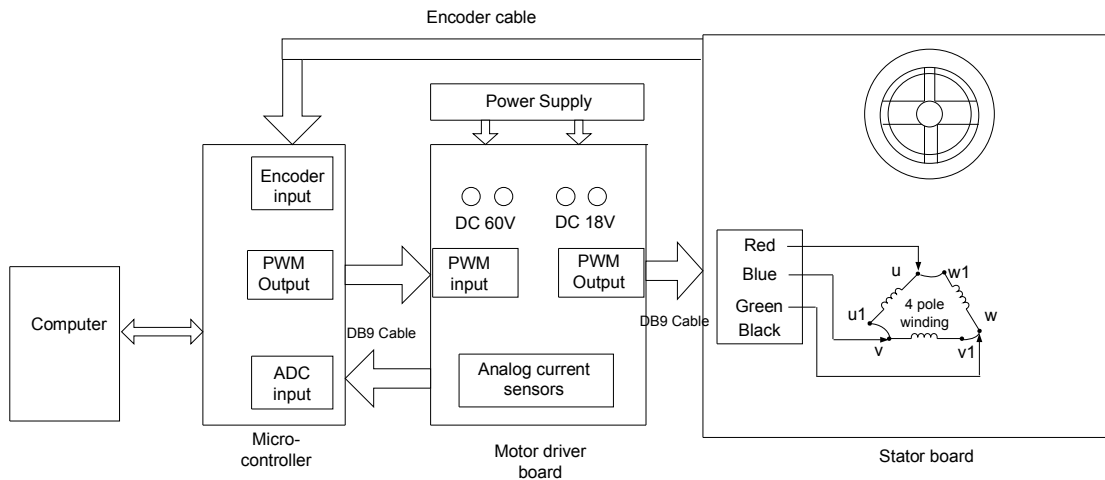 Encoder cable
Power Supply
Encoder
input
DC 60V
DC 18V
PWM
Output
PWM
input
PWM
Output
Red
Blue
Green
Black
u
w1
u1
4 pole
winding
w
v
v1
Computer
DB9 Cable
DB9 Cable
ADC
input
Analog current
sensors
Micro-
controller
Motor driver
board
Stator board